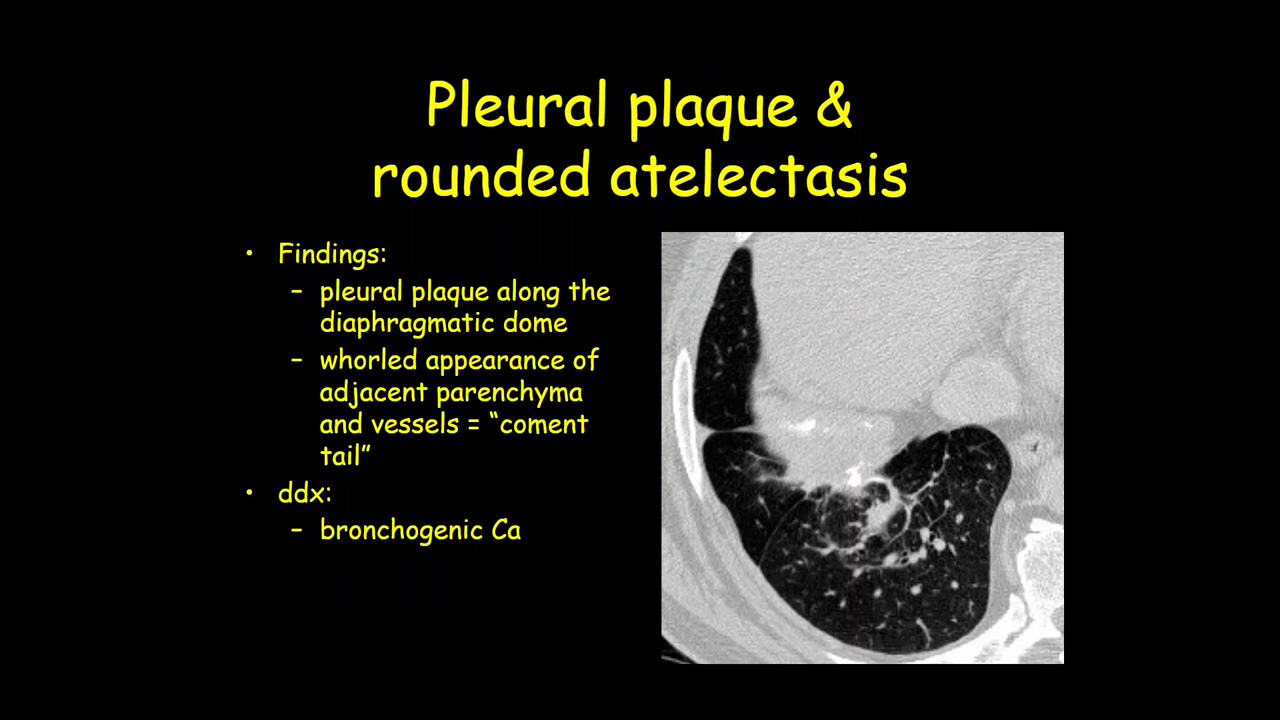 Pleural plaque &
rounded atelectasis
• Findings:
– pleural plaque along the
diaphragmatic dome
– whorled appearance of
adjacent parenchyma
and vessels = “coment
tail”
• ddx:
– bronchogenic Ca